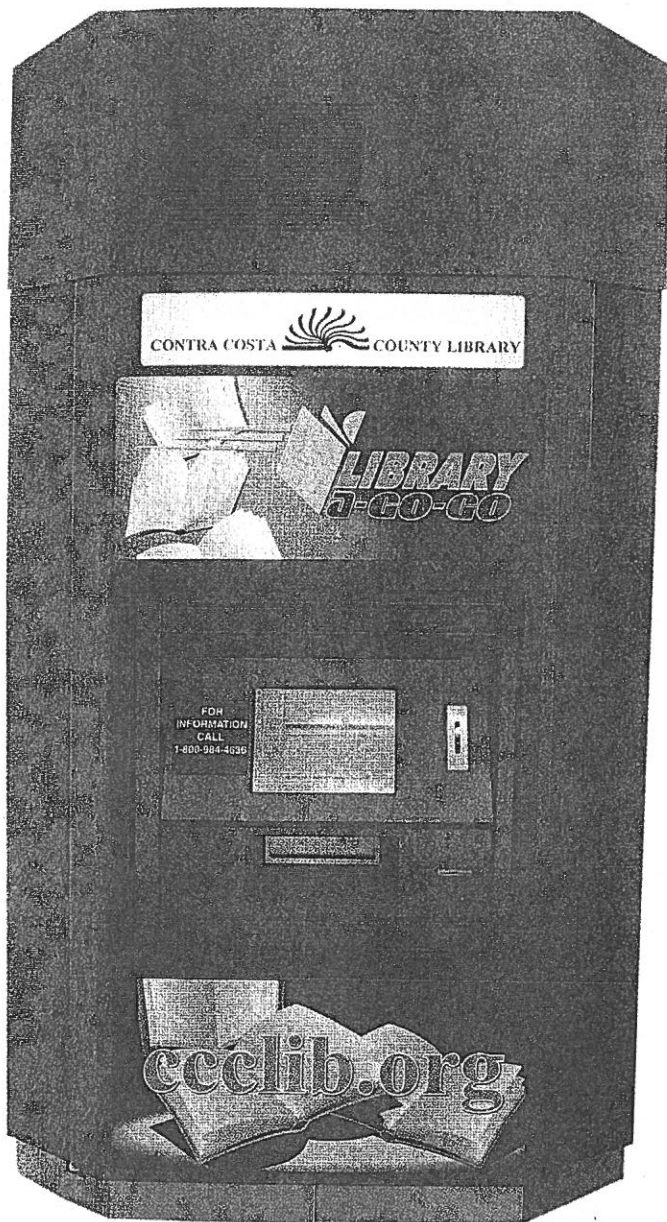 CONTRA COSTA COUNTY LIBRARY
LIBRARY
a-GO-GO
FOR
INFORMATION
CALL
1-800-984-4636
ccclib.org